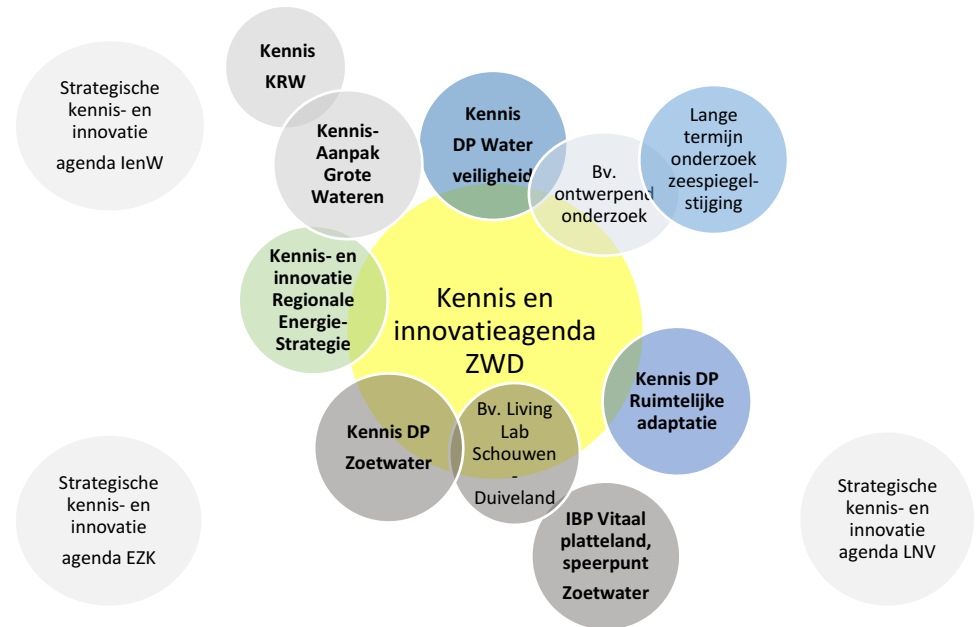 Kennis
KRW
Strategische
kennis- en
innovatie
agenda IenW
Kennis-
Aanpak
Grote
Wateren
Kennis
DP Water
veiligheid
Bv.
ontwerpend
onderzoek
Lange
termijn
onderzoek
zeespiegel-
stijging
Kennis- en
innovatie
Regionale
Energie-
Strategie
Kennis en
innovatieagenda
ZWD
Kennis DP
Ruimtelijke
adaptatie
Kennis DP
Zoetwater
Bv. Living
Lab
Schouwen
-
Duiveland
Strategische
kennis- en
innovatie
agenda EZK
IBP Vitaal
platteland,
speerpunt
Zoetwater
Strategische
kennis- en
innovatie
agenda LNV